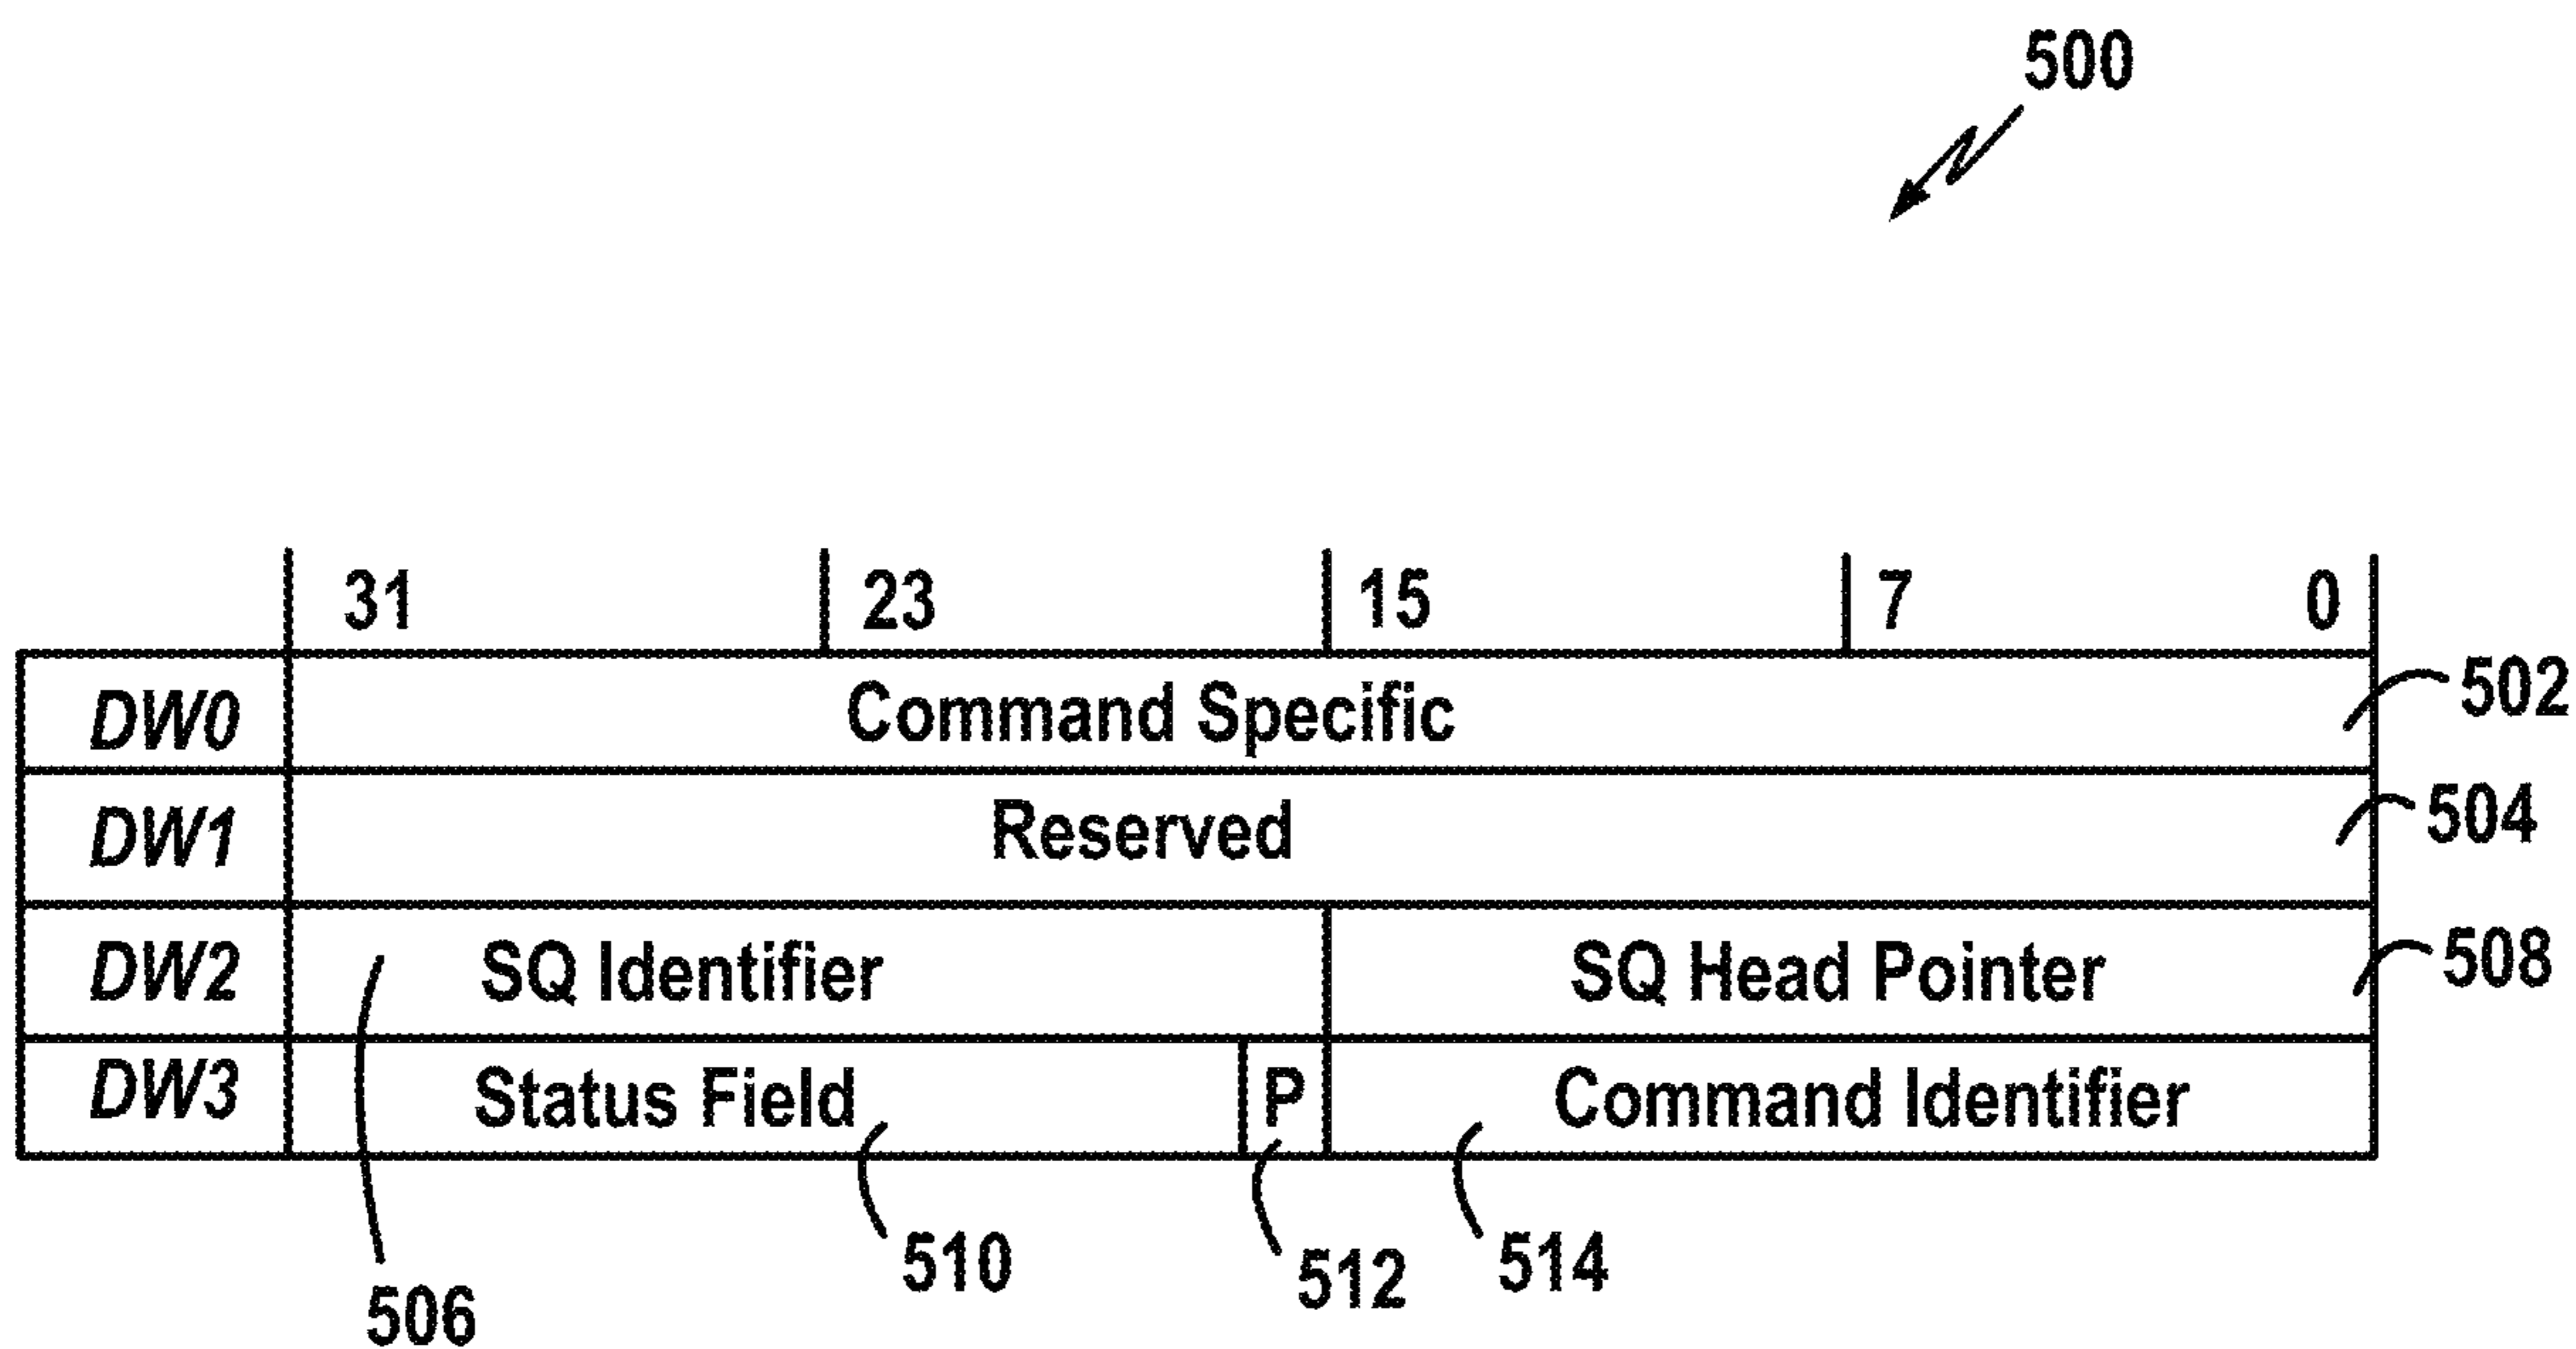 500
31 23 15 7 0
DW0 Command Specific 502
DW1 Reserved 504
DW2 SQ Identifier SQ Head Pointer 508
DW3 Status Field P Command Identifier
506 510 512 514